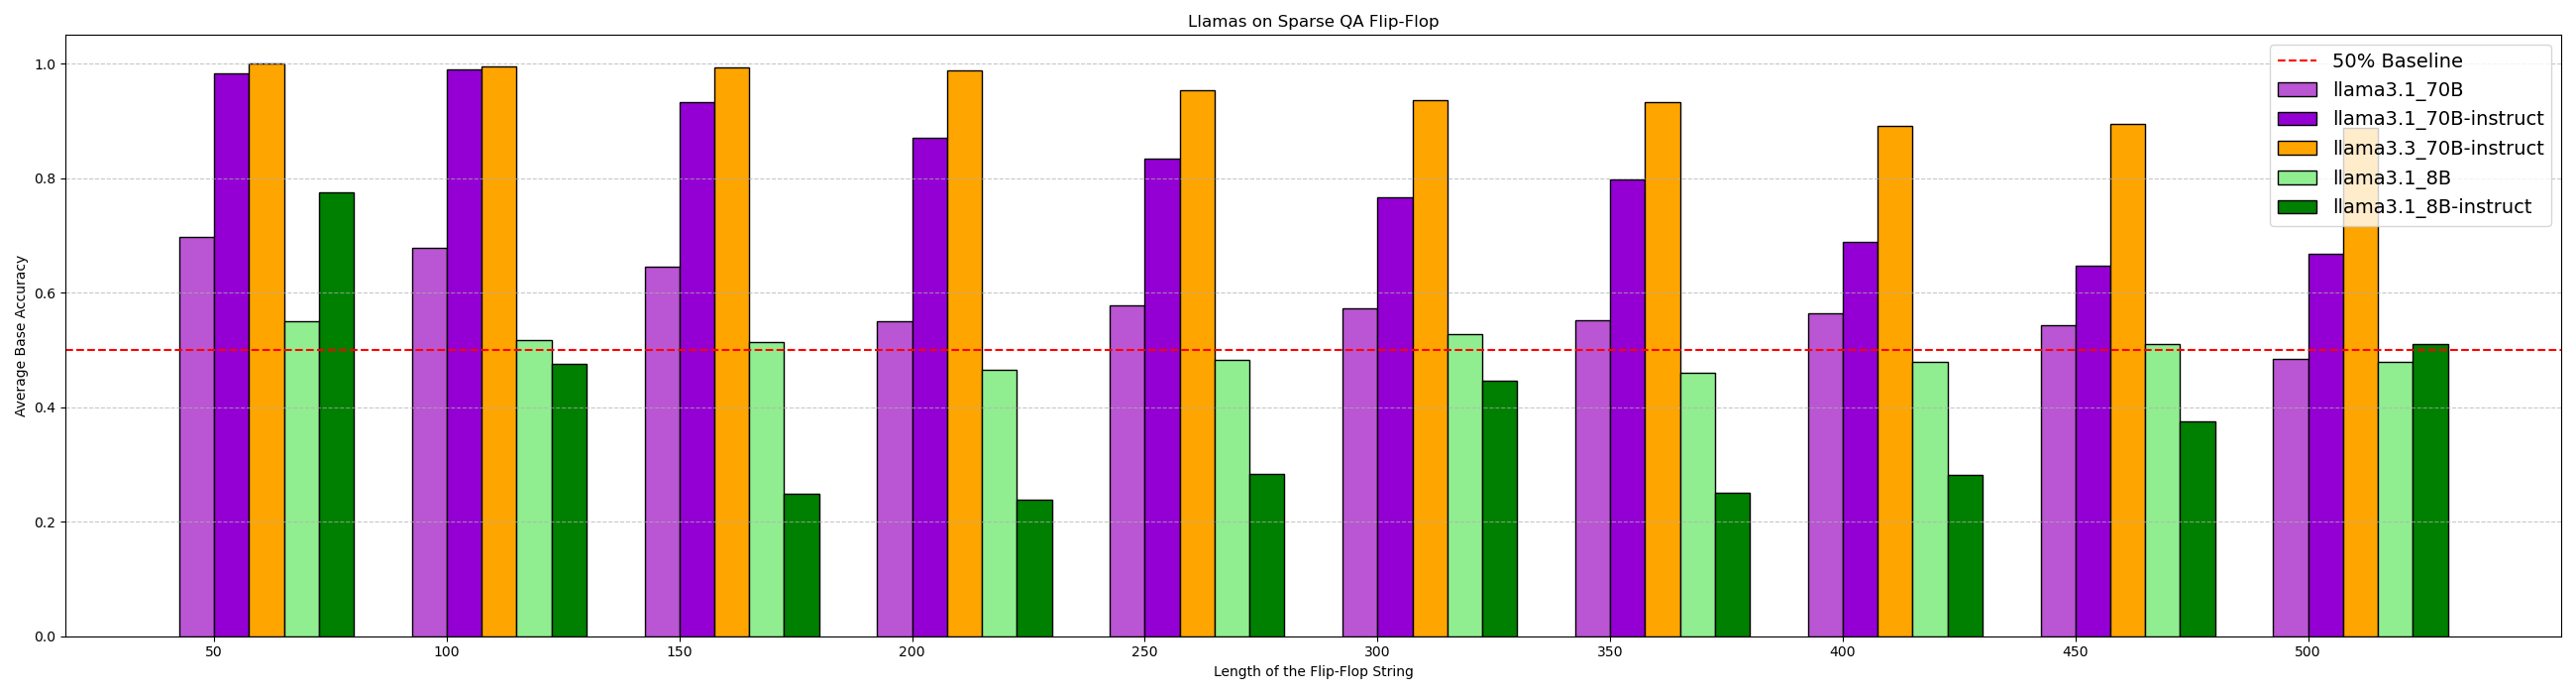 Llamas on Sparse QA Flip-Flop
Average Base Accuracy
1.0
0.8
0.6
0.4
0.2
0.0
50% Baseline
llama3.1_70B
llama3.1_70B-instruct
llama3.3_70B-instruct
llama3.1_8B
llama3.1_8B-instruct
50 100 150 200 250 300 350 400 450 500
Length of the Flip-Flop String